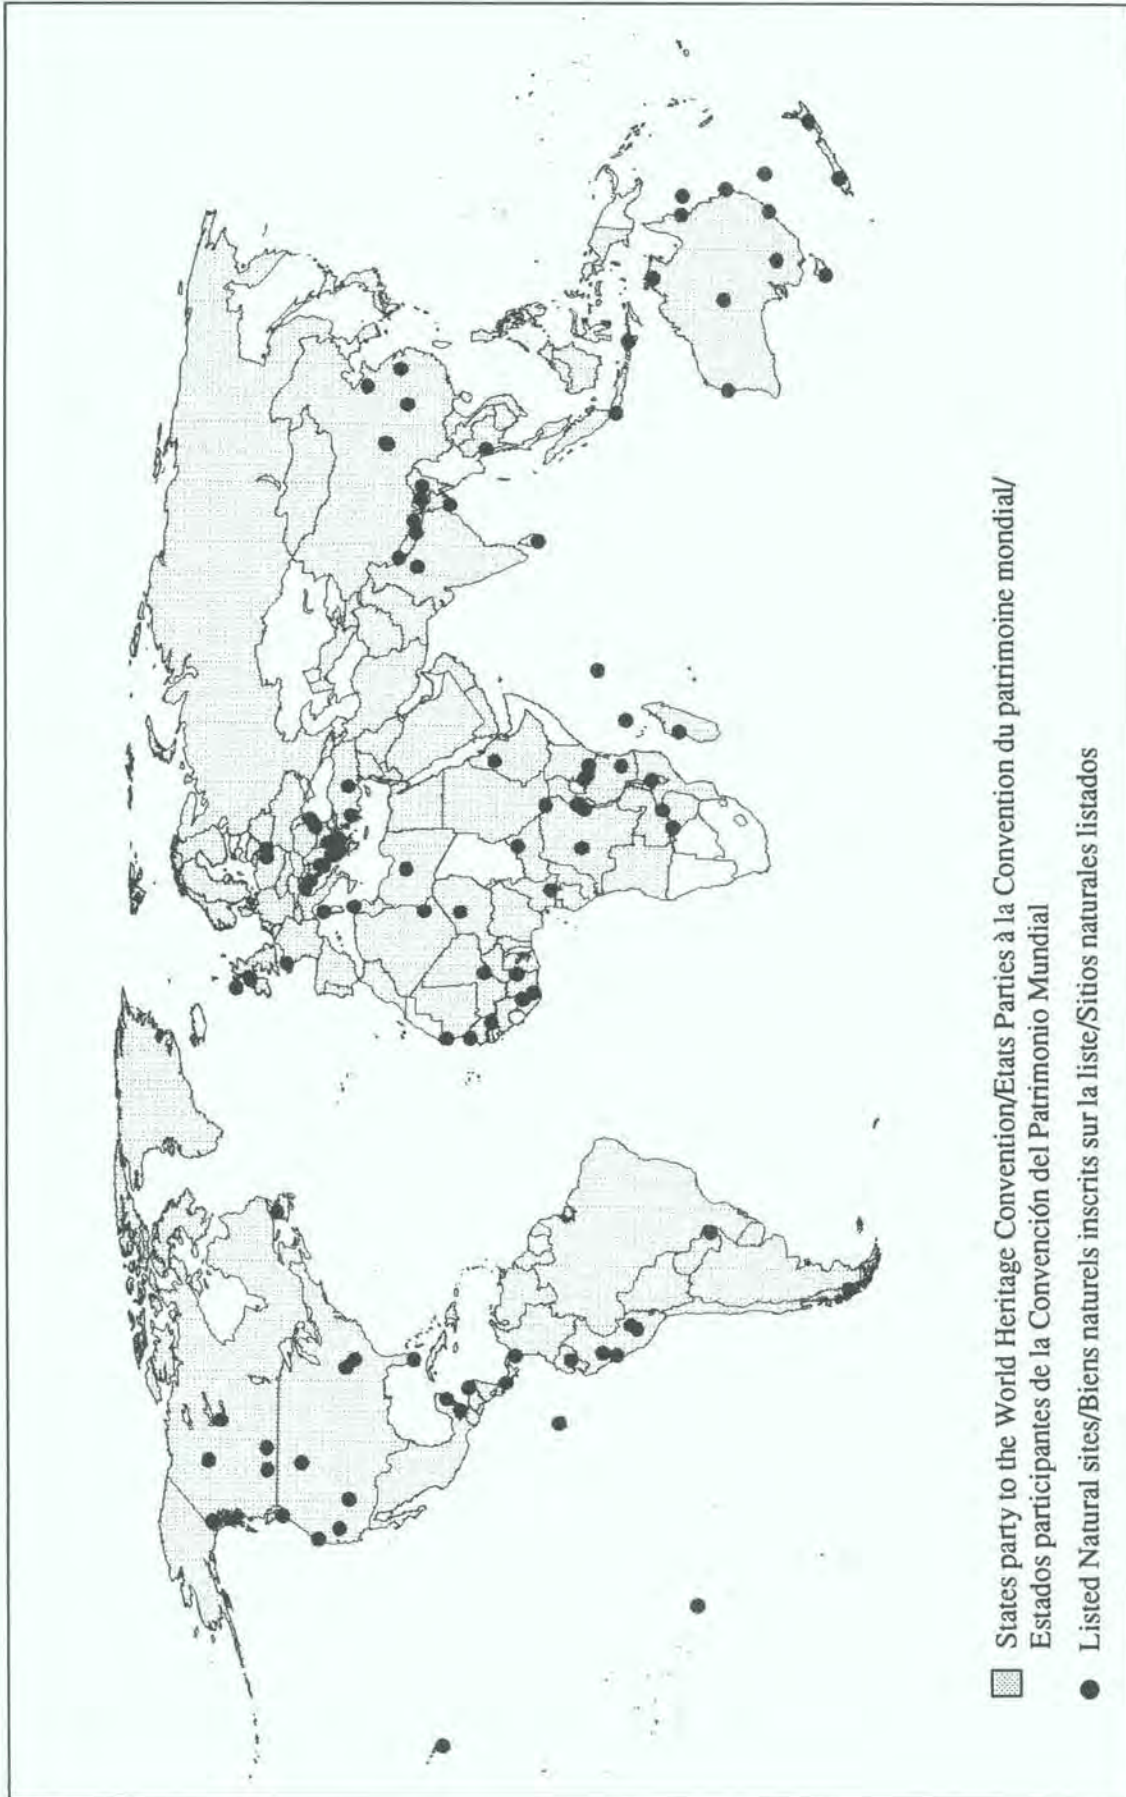 States party to the World Heritage Convention/Etats Parties à la Convention du patrimoine mondial/
Estados participantes de la Convención del Patrimonio Mundial
Listed Natural sites/Biens naturels inscrits sur la liste/Sitios naturales listados